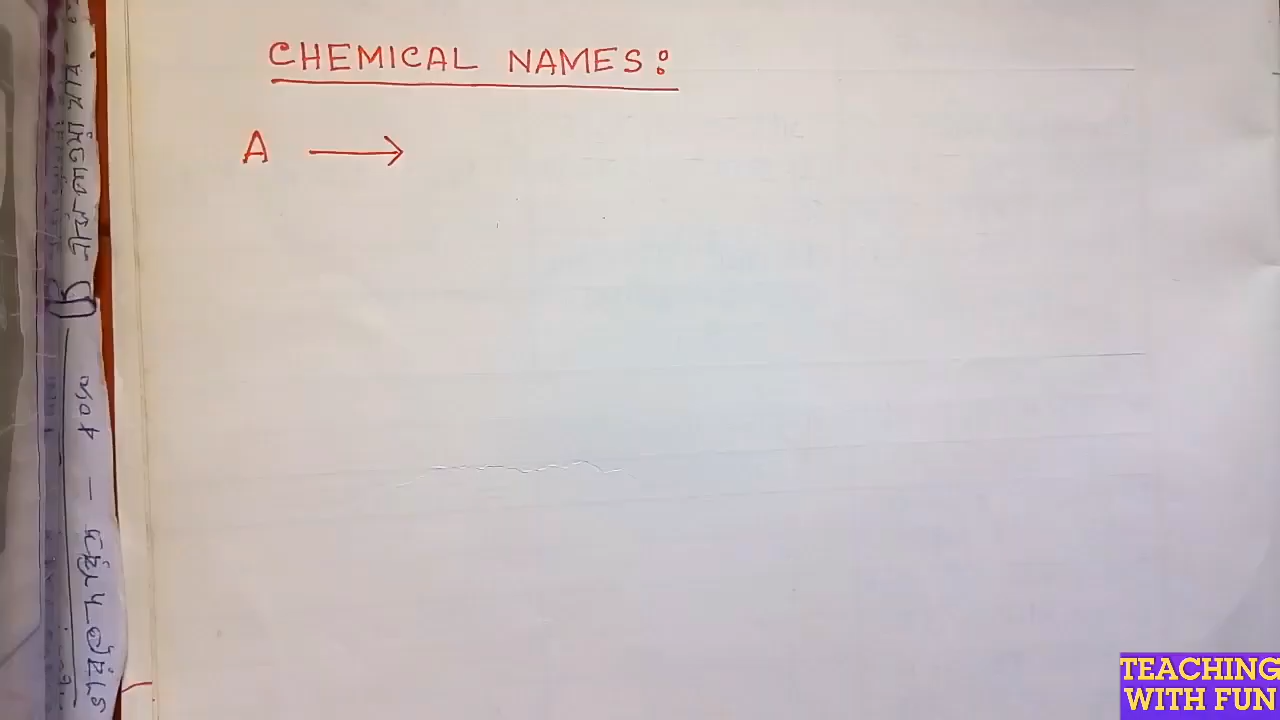 CHEMICAL NAMES:
A →
TEACHING
WITH FUN